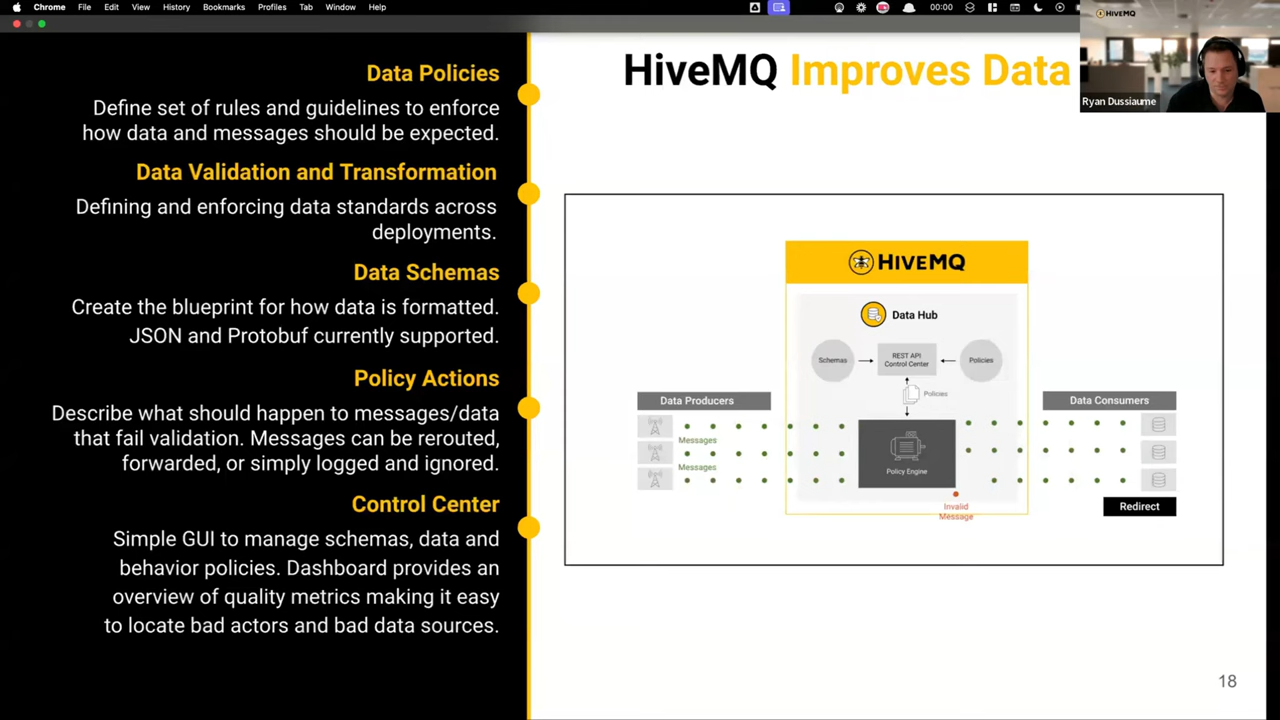 Chrome File Edit View History Bookmarks Profiles Tab Window Help 00:00
HIVEMQ
Ryan Dussiaume
HiveMQ Improves Data
Data Policies
Define set of rules and guidelines to enforce
how data and messages should be expected.
Data Validation and Transformation
Defining and enforcing data standards across
deployments.
Data Schemas
Create the blueprint for how data is formatted.
JSON and Protobuf currently supported.
Policy Actions
Describe what should happen to messages/data
that fail validation. Messages can be rerouted,
forwarded, or simply logged and ignored.
Control Center
Simple GUI to manage schemas, data and
behavior policies. Dashboard provides an
overview of quality metrics making it easy
to locate bad actors and bad data sources.
HIVEMQ
Data Hub
Schemas
REST API
Control Center
Policies
Policies
Data Producers
Messages
Messages
Policy Engine
Invalid
Message
Data Consumers
Redirect
18